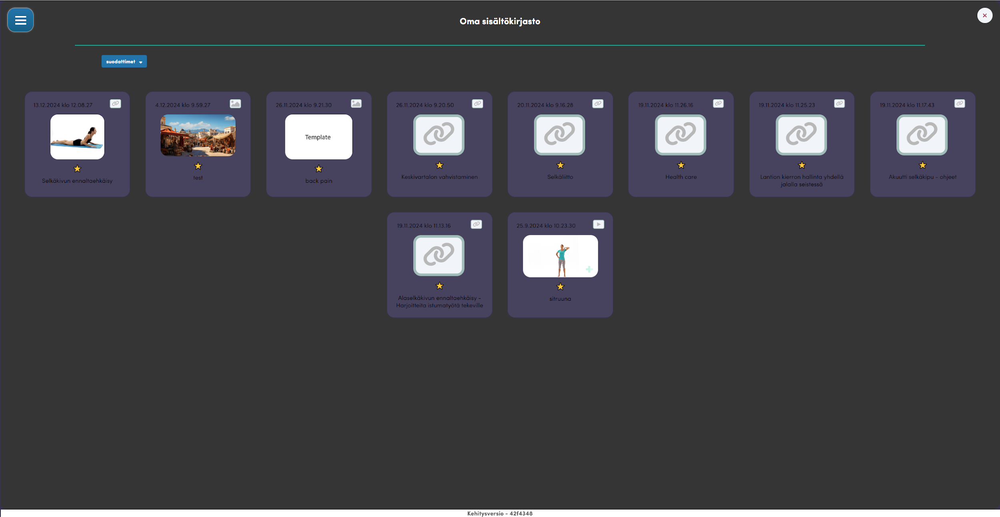 Oma sisältökirjasto
suodattimet
13.12.2024 klo 12.08.27
Selkäkivun ennaltaehkäisy
4.12.2024 klo 9.59.27
test
26.11.2024 klo 9.21.30
Template
back pain
26.11.2024 klo 9.20.50
Keskivartalon vahvistaminen
20.11.2024 klo 9.16.28
Selkäliitto
19.11.2024 klo 11.26.16
Health care
19.11.2024 klo 11.25.23
Lantion kierron hallinta yhdellä
jalalla seistessä
19.11.2024 klo 11.17.43
Akuutti selkäkipu - ohjeet
19.11.2024 klo 11.13.16
Alaselkäkivun ennaltaehkäisy -
Harjoitteita istumatyötä tekeville
25.9.2024 klo 10.23.30
sitruuna
Kehitysversio - 42f4348